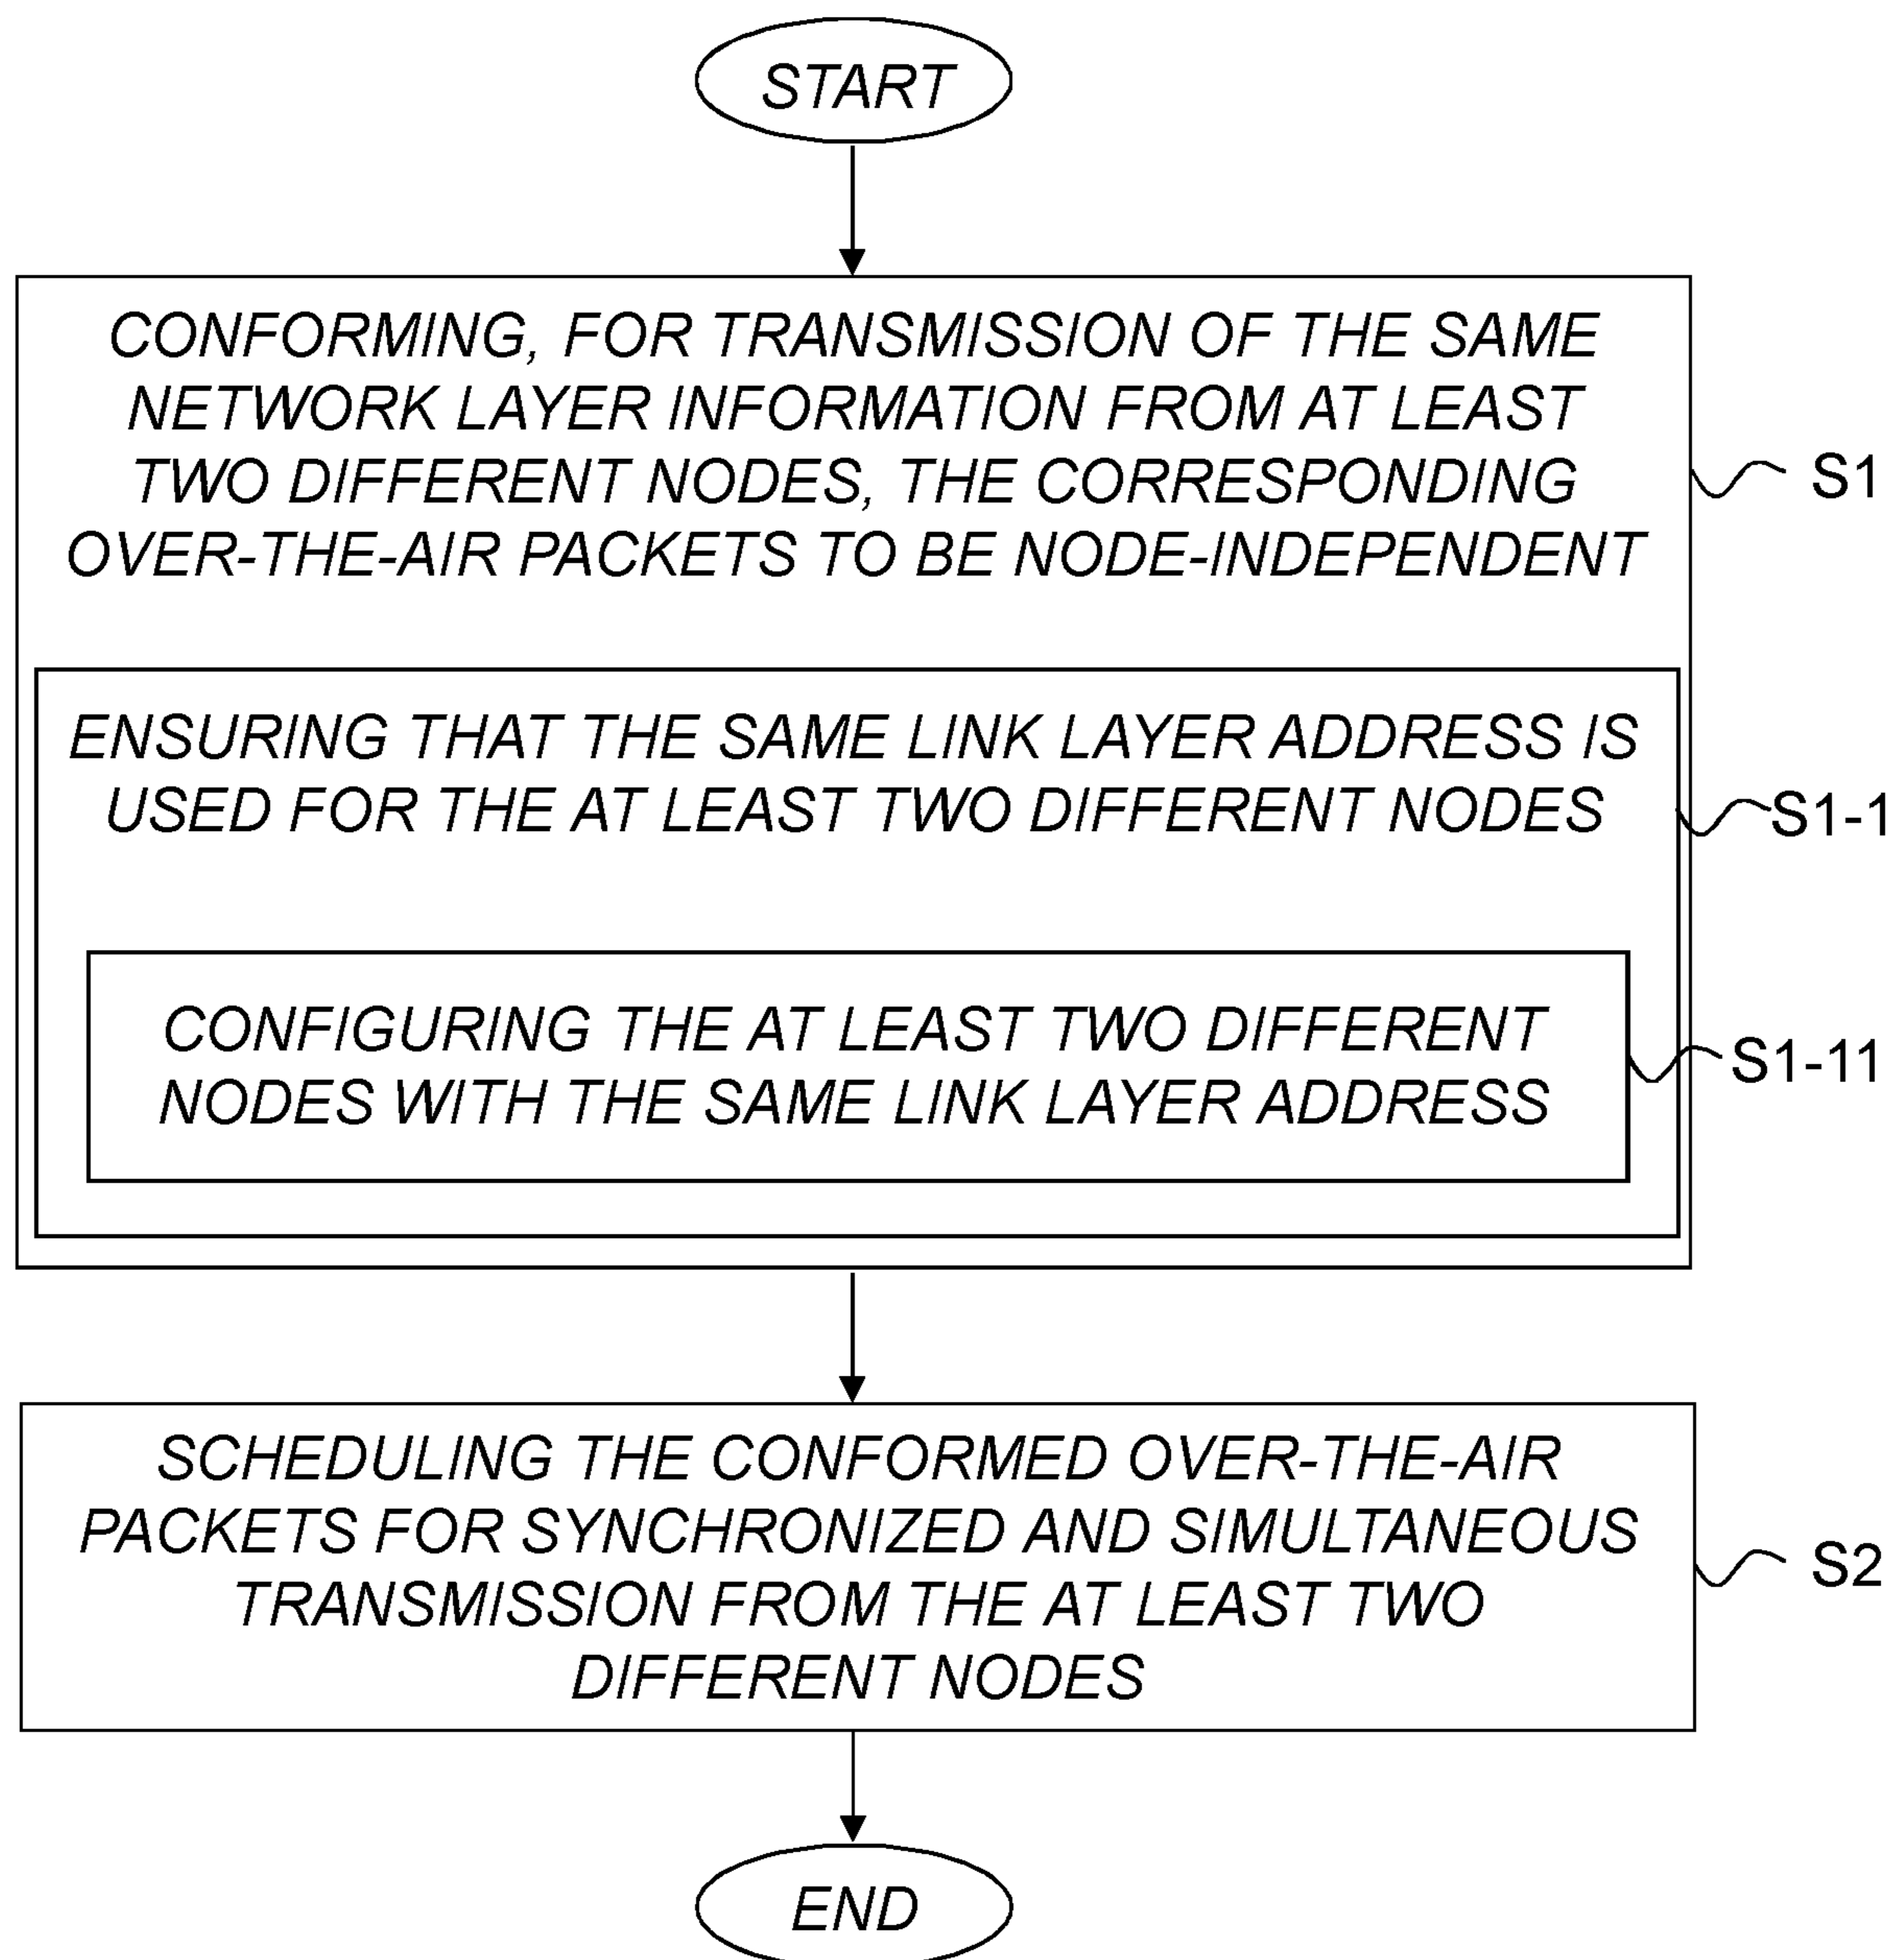 START
CONFORMING, FOR TRANSMISSION OF THE SAME
NETWORK LAYER INFORMATION FROM AT LEAST
TWO DIFFERENT NODES, THE CORRESPONDING
OVER-THE-AIR PACKETS TO BE NODE-INDEPENDENT
S1
ENSURING THAT THE SAME LINK LAYER ADDRESS IS
USED FOR THE AT LEAST TWO DIFFERENT NODES
S1-1
CONFIGURING THE AT LEAST TWO DIFFERENT
NODES WITH THE SAME LINK LAYER ADDRESS
S1-11
SCHEDULING THE CONFORMED OVER-THE-AIR
PACKETS FOR SYNCHRONIZED AND SIMULTANEOUS
TRANSMISSION FROM THE AT LEAST TWO
DIFFERENT NODES
S2
END